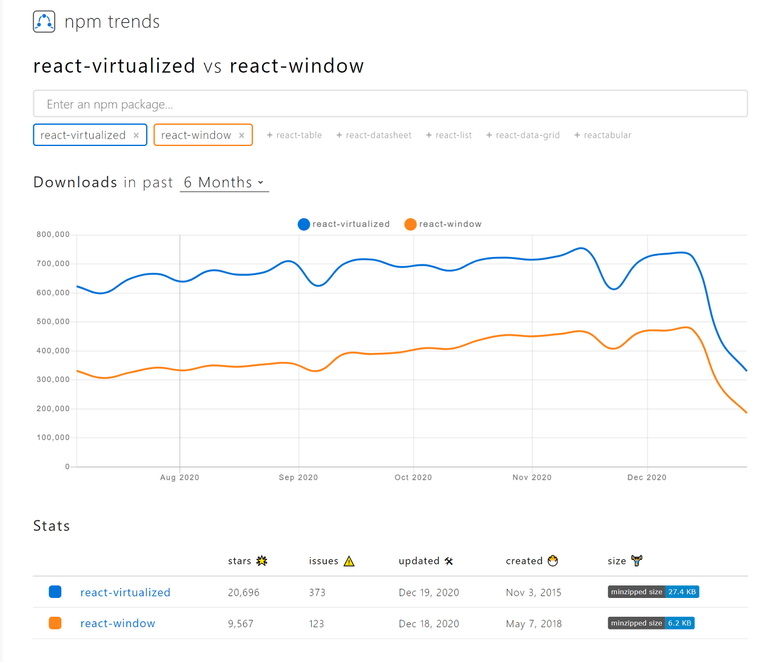 npm trends
react-virtualized vs react-window
Enter an npm package...
react-virtualized × react-window × + react-table + react-datasheet + react-list + react-data-grid + reactabular
Downloads in past 6 Months
react-virtualized react-window
800,000
700,000
600,000
500,000
400,000
300,000
200,000
100,000
0
Aug 2020 Sep 2020 Oct 2020 Nov 2020 Dec 2020
Stats
stars issues updated created size
react-virtualized 20,696 373 Dec 19, 2020 Nov 3, 2015 minzipped size 27.4 KB
react-window 9,567 123 Dec 18, 2020 May 7, 2018 minzipped size 6.2 KB